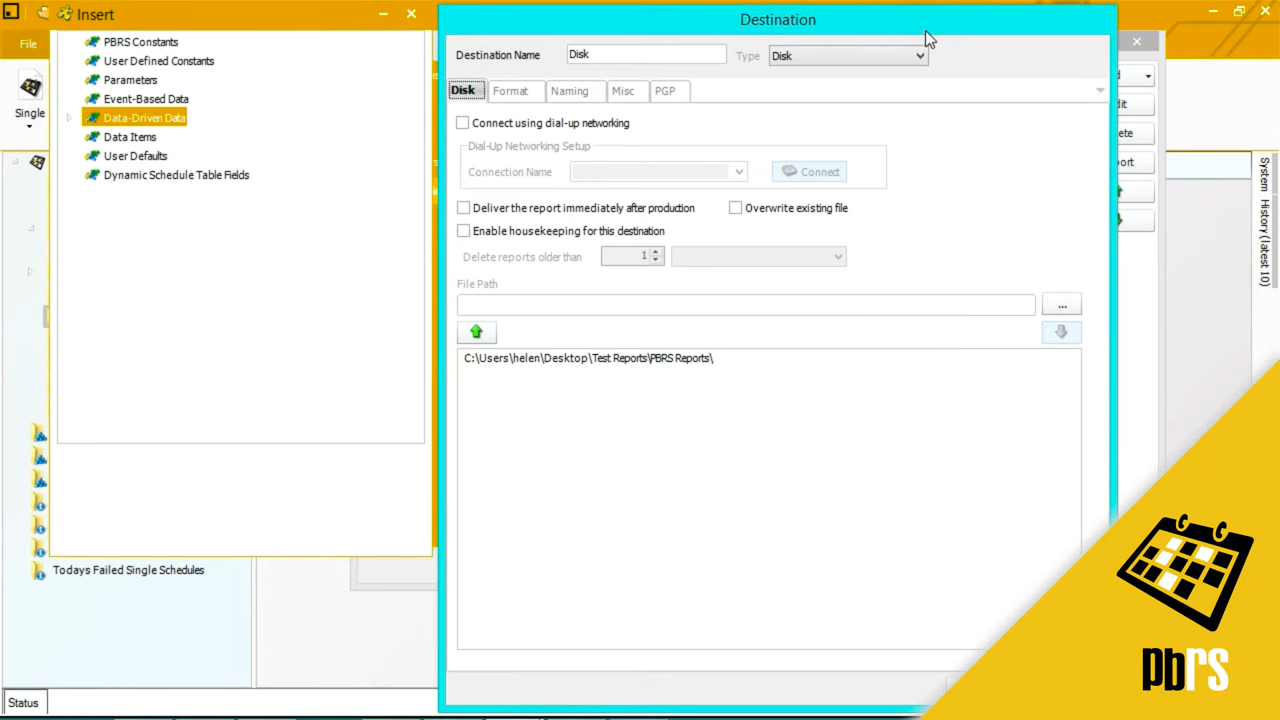 Insert
File
Single
PBRS Constants
User Defined Constants
Parameters
Event-Based Data
Data-Driven Data
Data Items
User Defaults
Dynamic Schedule Table Fields
Todays Failed Single Schedules
Status
Destination
Destination Name
Disk
Type
Disk
Disk
Format
Naming
Misc
PGP
Connect using dial-up networking
Dial-Up Networking Setup
Connection Name
Connect
Deliver the report immediately after production
Overwrite existing file
Enable housekeeping for this destination
Delete reports older than
1
File Path
...
C:\Users\helen\Desktop\Test Reports\PBRS Reports\
System History (latest 10)
pbrs